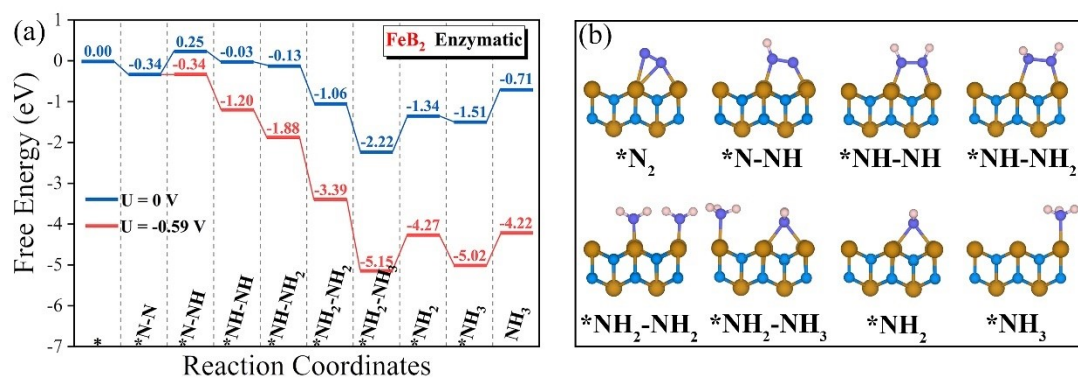 (a)
FeB2 Enzymatic
Free Energy (eV)
1
0
-1
-2
-3
-4
-5
-6
-7
0.00
-0.34
0.25
-0.03
-0.13
-1.06
-2.22
-1.34
-1.51
-0.71
-0.34
-1.20
-1.88
-3.39
-5.15
-4.27
-5.02
-4.22
U = 0 V
U = -0.59 V
*
*N-N
*N-NH
*NH-NH
*NH-NH2
*NH2-NH2
*NH2-NH3
*NH2
*NH3
NH3
Reaction Coordinates
(b)
*N2
*N-NH
*NH-NH
*NH-NH2
*NH2-NH2
*NH2-NH3
*NH2
*NH3